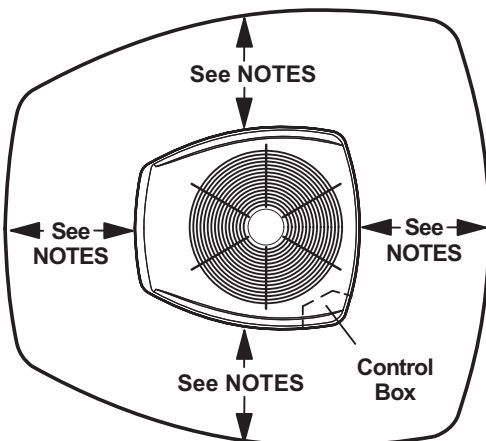 See NOTES
See
NOTES
See
NOTES
See NOTES
Control
Box